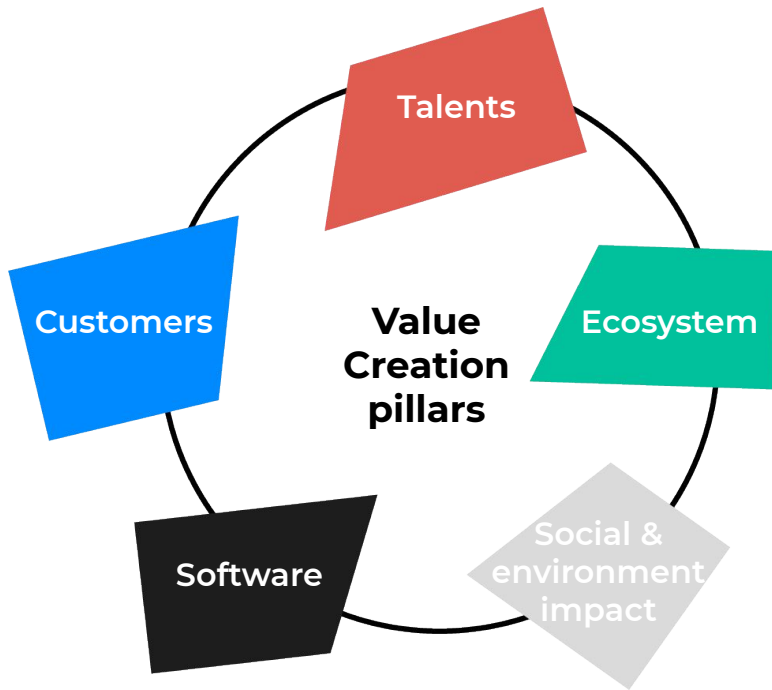 Talents
Customers
Value
Creation
pillars
Ecosystem
Software
Social &
environment
impact